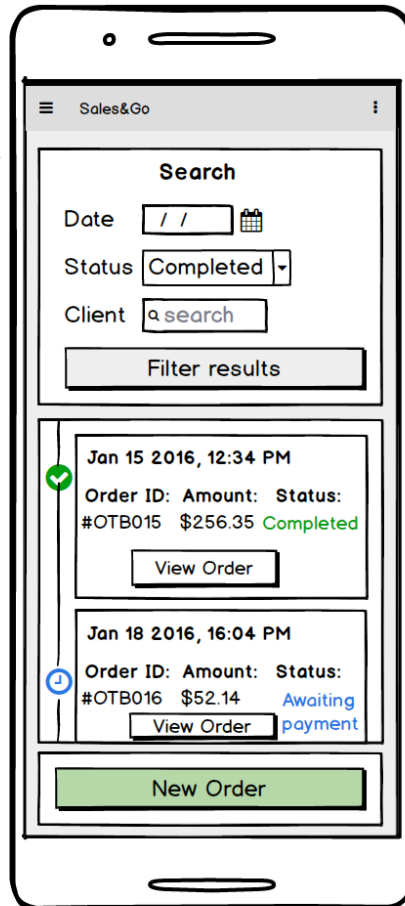 Sales&Go
Search
Date / /
Status Completed
Client search
Filter results
Jan 15 2016, 12:34 PM
Order ID: Amount: Status:
#OTB015 $256.35 Completed
View Order
Jan 18 2016, 16:04 PM
Order ID: Amount: Status:
#OTB016 $52.14 Awaiting
View Order payment
New Order